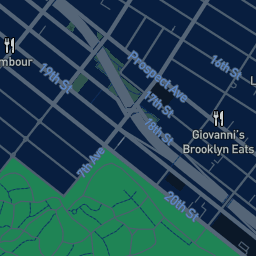 mbour
19th St
Prospect Ave
16th St
17th St
18th St
L
Giovanni's
Brooklyn Eats
7th Ave
20th St